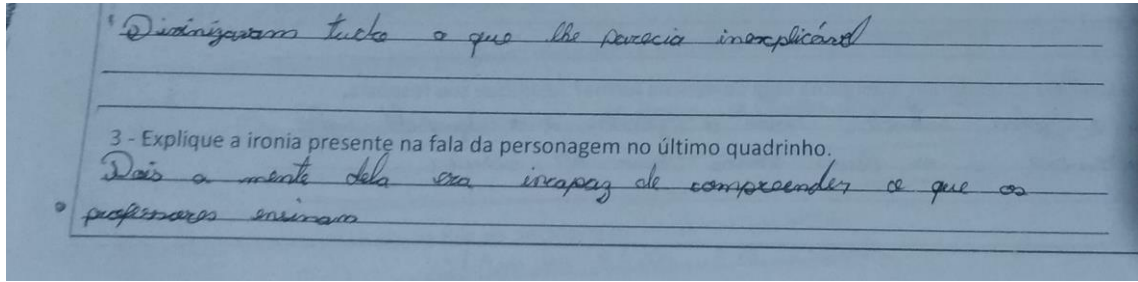 Divinizavam tudo o que lhe parecia inexplicável
3 - Explique a ironia presente na fala da personagem no último quadrinho.
Pois a mente dela era incapaz de compreender o que os
professores ensinam